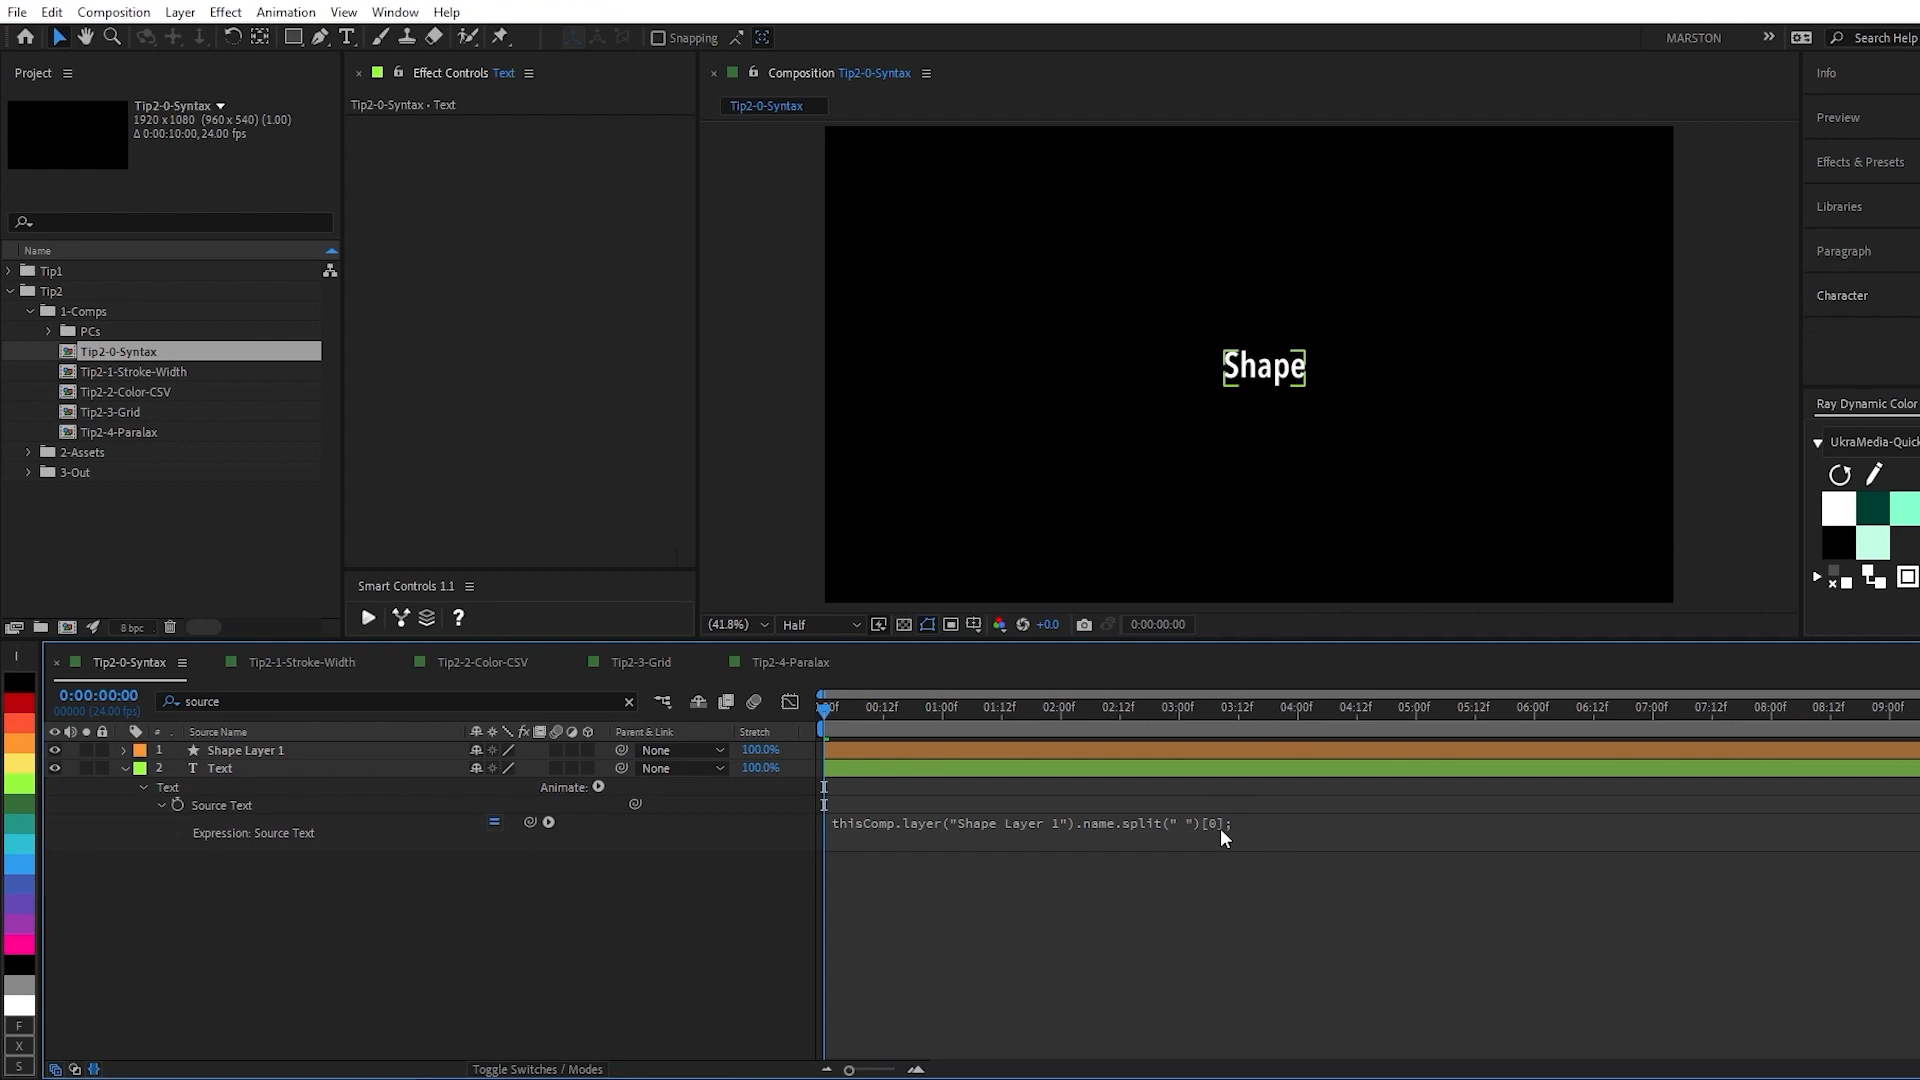 File Edit Composition Layer Effect Animation View Window Help
Snapping
MARSTON
Search Help
Project
Tip2-0-Syntax
1920 x 1080 (960 x 540) (1.00)
Δ 0:00:10:00, 24.00 fps
Name
Tip1
Tip2
1-Comps
PCs
Tip2-0-Syntax
Tip2-1-Stroke-Width
Tip2-2-Color-CSV
Tip2-3-Grid
Tip2-4-Paralax
2-Assets
3-Out
8 bpc
Effect Controls Text
Tip2-0-Syntax • Text
Smart Controls 1.1
?
Composition Tip2-0-Syntax
Tip2-0-Syntax
Shape
(41.8%) Half +0.0 0:00:00:00
Info
Preview
Effects & Presets
Libraries
Paragraph
Character
Ray Dynamic Color
UkraMedia-Quick
Tip2-0-Syntax Tip2-1-Stroke-Width Tip2-2-Color-CSV Tip2-3-Grid Tip2-4-Paralax
0:00:00:00
00000 (24.00 fps)
source
00:12f 01:00f 01:12f 02:00f 02:12f 03:00f 03:12f 04:00f 04:12f 05:00f 05:12f 06:00f 06:12f 07:00f 07:12f 08:00f 08:12f 09:00f
# Source Name fx Parent & Link Stretch
1 Shape Layer 1 None 100.0%
2 T Text None 100.0%
Text Animate:
Source Text
Expression: Source Text
thisComp.layer("Shape Layer 1").name.split(" ")[0];
F
X
S
Toggle Switches / Modes